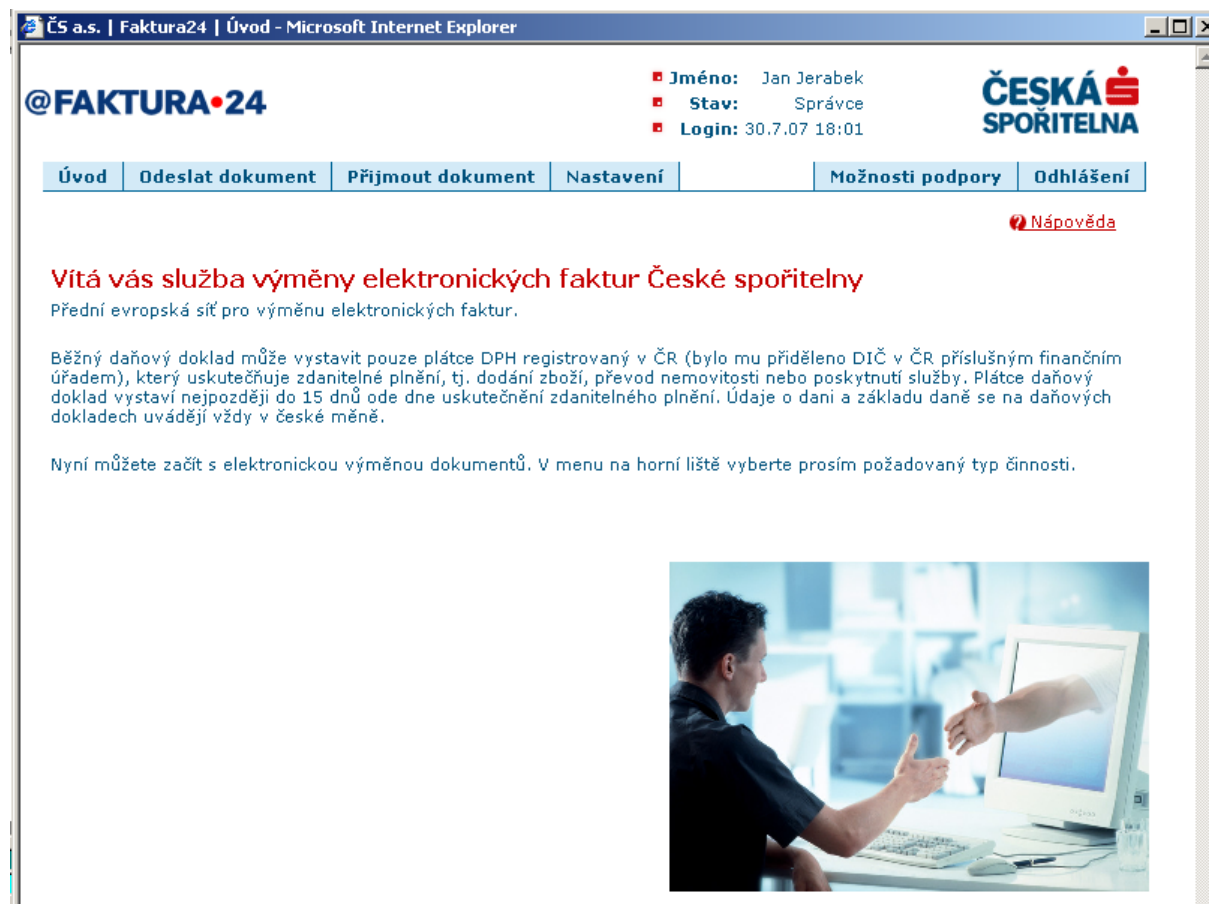 ČS a.s. | Faktura24 | Úvod - Microsoft Internet Explorer
@FAKTURA•24
Jméno: Jan Jerabek
Stav: Správce
Login: 30.7.07 18:01
ČESKÁ
SPOŘITELNA
Úvod Odeslat dokument Přijmout dokument Nastavení Možnosti podpory Odhlášení
Nápověda
Vítá vás služba výměny elektronických faktur České spořitelny
Přední evropská síť pro výměnu elektronických faktur.
Běžný daňový doklad může vystavit pouze plátce DPH registrovaný v ČR (bylo mu přiděleno DIČ v ČR příslušným finančním
úřadem), který uskutečňuje zdanitelné plnění, tj. dodání zboží, převod nemovitosti nebo poskytnutí služby. Plátce daňový
doklad vystaví nejpozději do 15 dnů ode dne uskutečnění zdanitelného plnění. Údaje o dani a základu daně se na daňových
dokladech uvádějí vždy v české měně.
Nyní můžete začít s elektronickou výměnou dokumentů. V menu na horní liště vyberte prosím požadovaný typ činnosti.